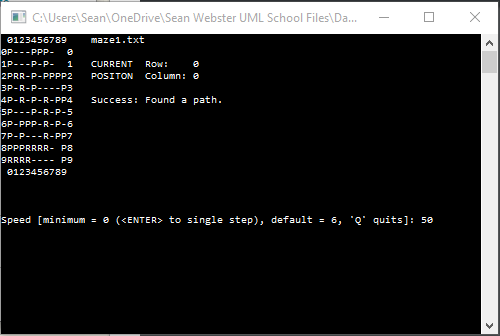 C:\Users\Sean\OneDrive\Sean Webster UML School Files\Da...
 0123456789    maze1.txt
0P---PPP-  0
1P---P-P-  1   CURRENT  Row:    0
2PRR-P-PPPP2   POSITON  Column: 0
3P-R-P----P3
4P-R-P-R-PP4   Success: Found a path.
5P---P-R-P-5
6-PPP-R-P-6
7P-P---R-PP7
8PPPRRRR- P8
9RRRR---- P9
 0123456789
Speed [minimum = 0 (<ENTER> to single step), default = 6, 'Q' quits]: 50